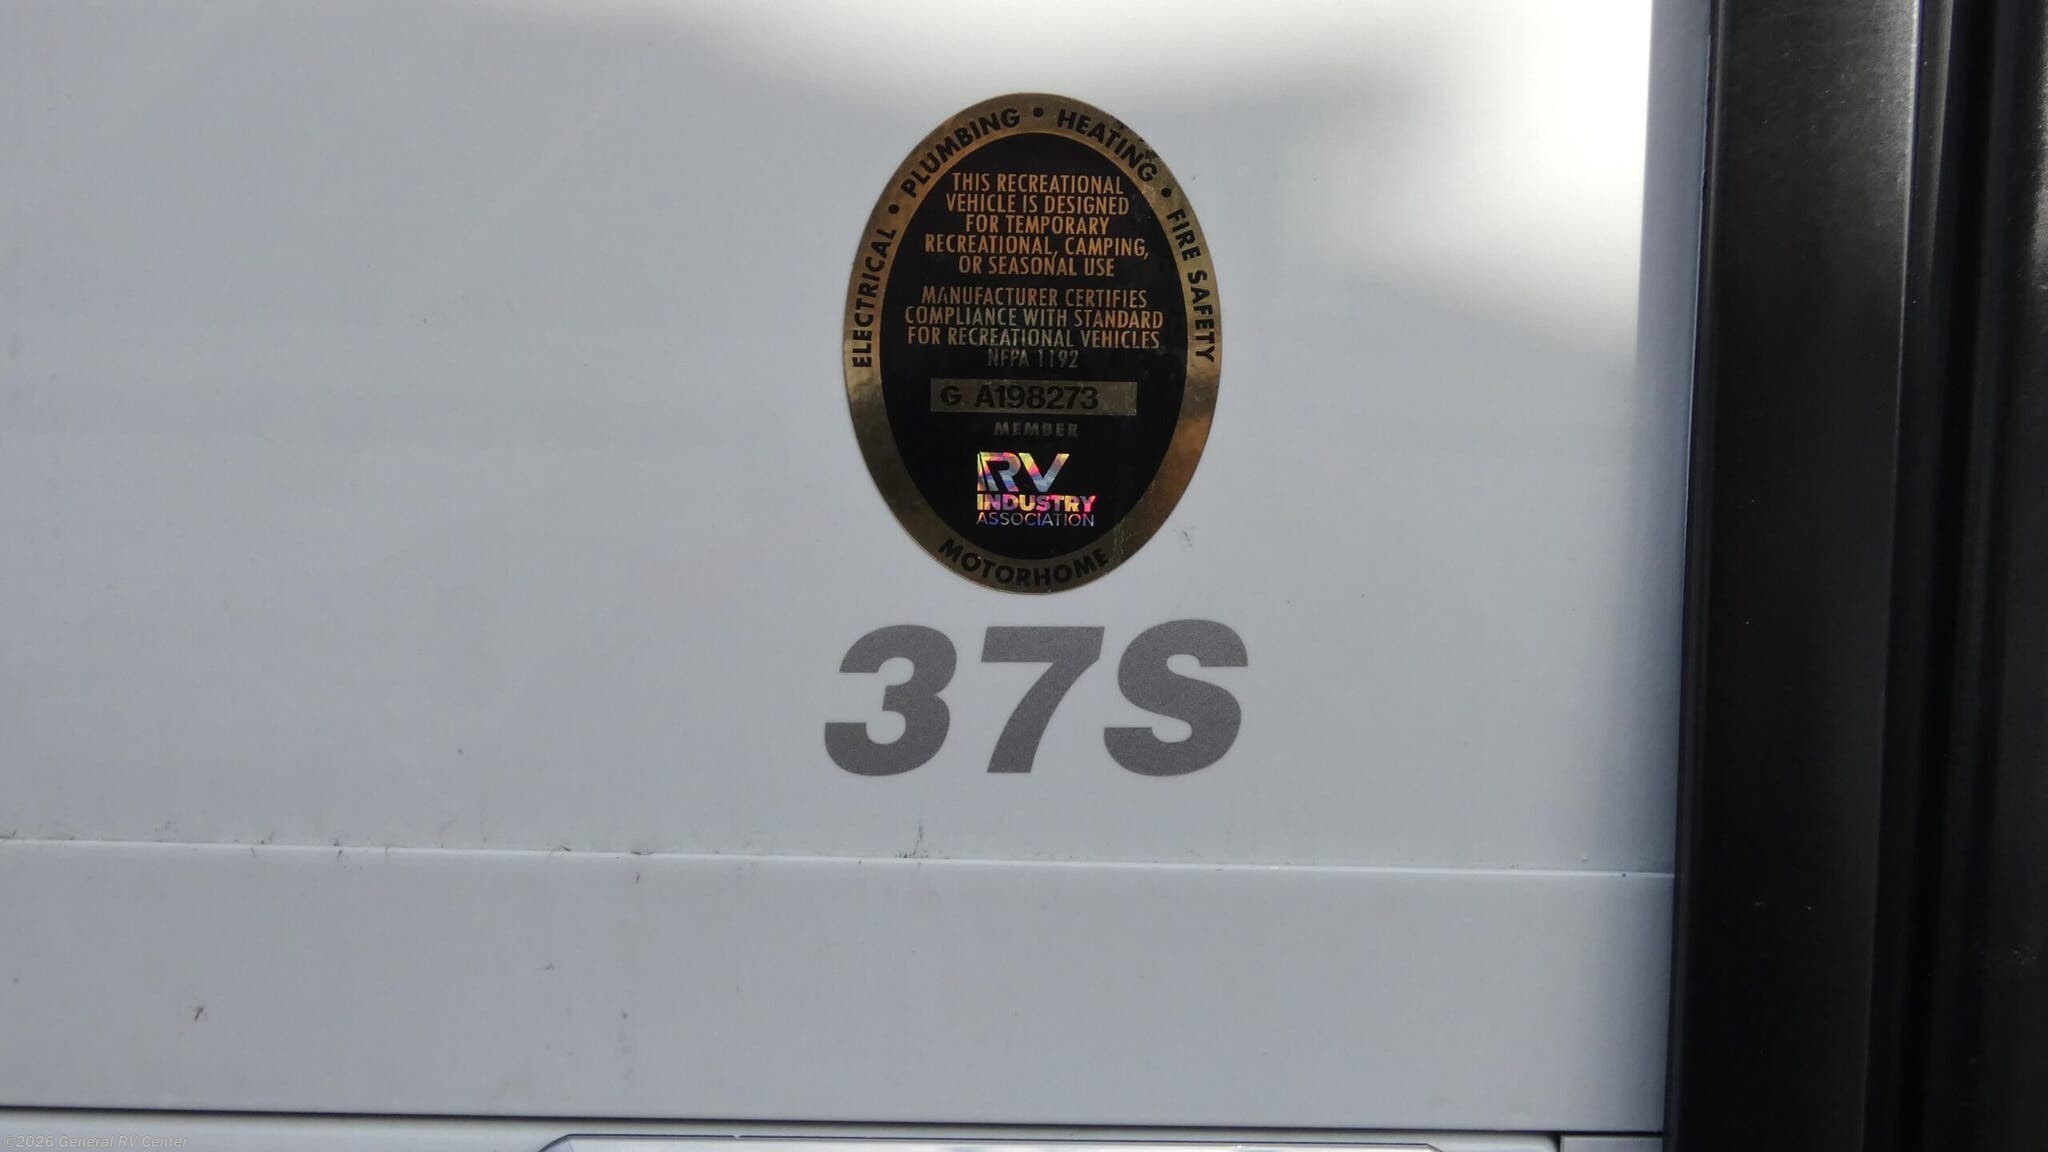 ELECTRICAL • PLUMBING • HEATING • FIRE SAFETY
THIS RECREATIONAL
VEHICLE IS DESIGNED
FOR TEMPORARY
RECREATIONAL, CAMPING,
OR SEASONAL USE
MANUFACTURER CERTIFIES
COMPLIANCE WITH STANDARD
FOR RECREATIONAL VEHICLES
NFPA 1192
G A198273
MEMBER
RV
INDUSTRY
ASSOCIATION
MOTORHOME
37S
©2026 General RV Center